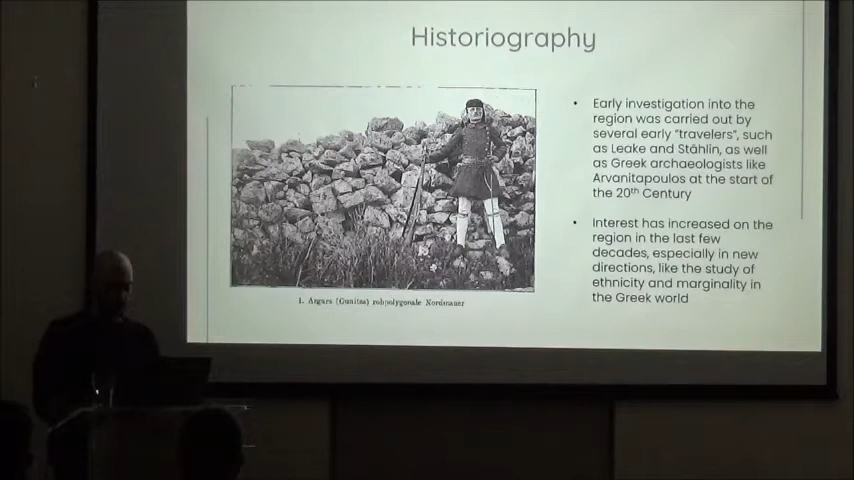 Historiography
• Early investigation into the
region was carried out by
several early "travelers", such
as Leake and Stählin, as well
as Greek archaeologists like
Arvanitapoulos at the start of
the 20th Century
• Interest has increased on the
region in the last few
decades, especially in new
directions, like the study of
ethnicity and marginality in
the Greek world
1. Argura (Gunitsa) rohpolygonale Nordmauer